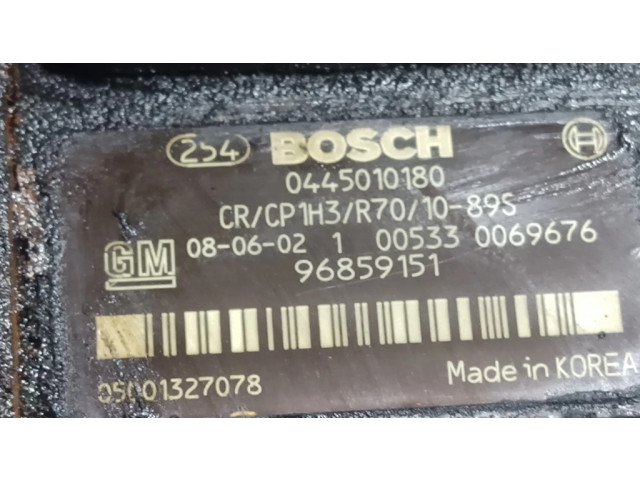 254 BOSCH
0445010180
CR/CP1H3/R70/10-89S
GM 08-06-02 1 00533 0069676
96859151
05001327078 Made in KOREA